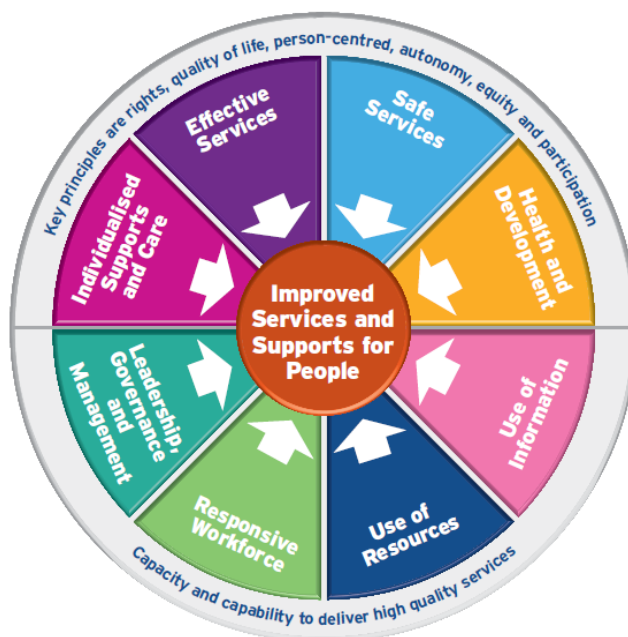 Key principles are rights, quality of life, person-centred, autonomy, equity and participation
Effective
Services
Safe
Services
Individualised
Supports
and Care
Health and
Development
Improved
Services and
Supports for
People
Leadership,
Governance
and
Management
Use of
Information
Responsive
Workforce
Use of
Resources
Capacity and capability to deliver high quality services